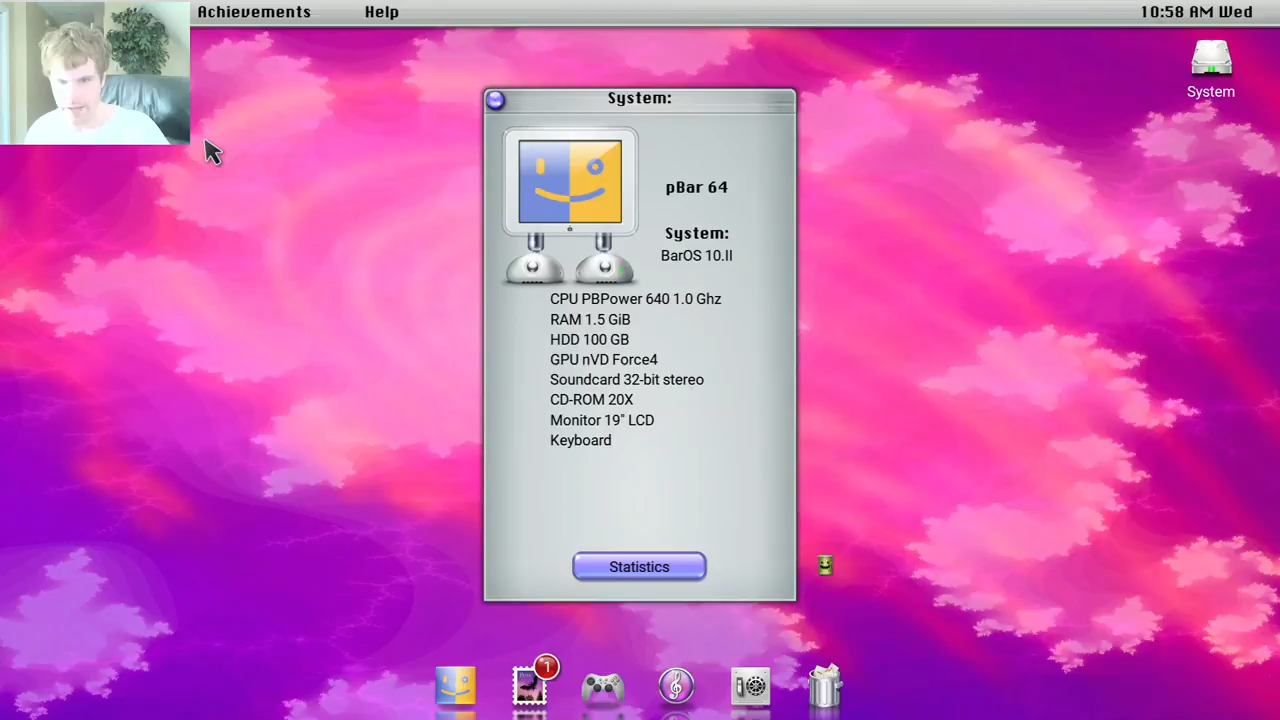 Achievements Help 10:58 AM Wed
System
System:
pBar 64
System:
BarOS 10.II
CPU PBPower 640 1.0 Ghz
RAM 1.5 GiB
HDD 100 GB
GPU nVD Force4
Soundcard 32-bit stereo
CD-ROM 20X
Monitor 19" LCD
Keyboard
Statistics
1